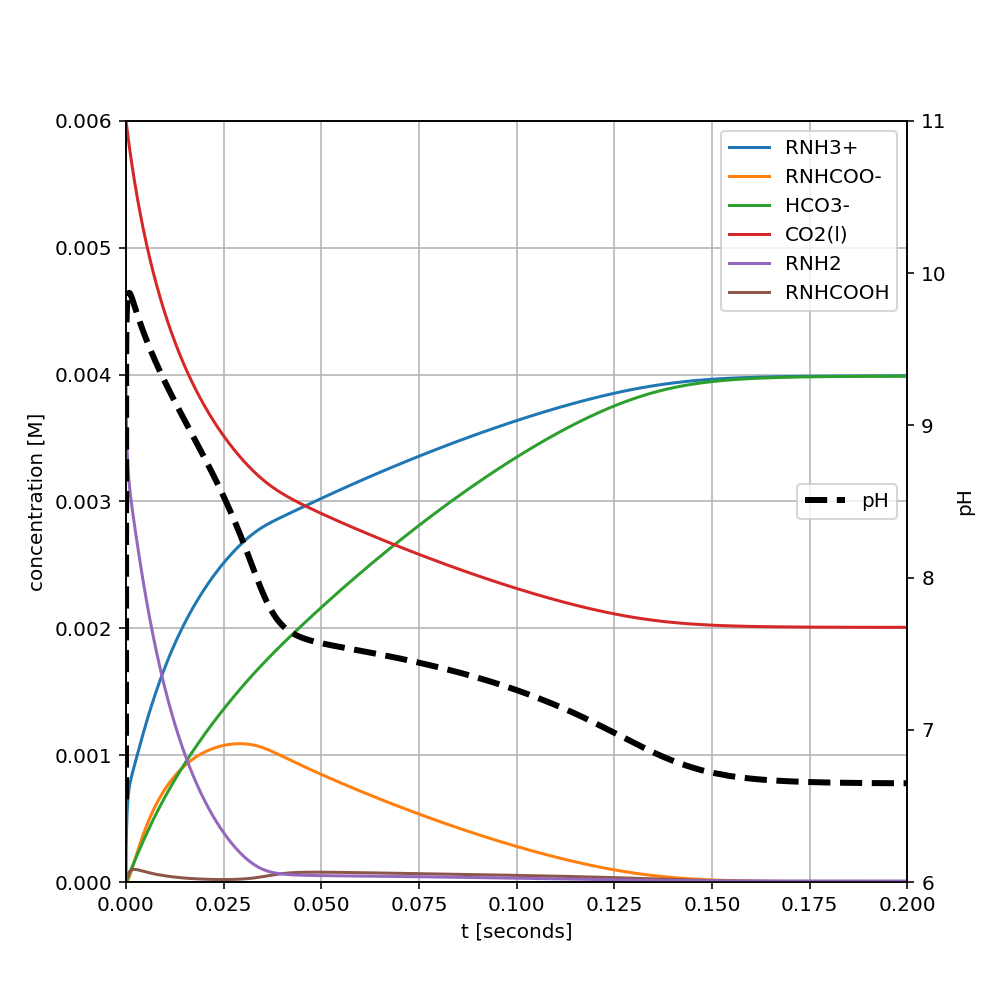 0.006
0.005
0.004
0.003
0.002
0.001
0.000
concentration [M]
0.000 0.025 0.050 0.075 0.100 0.125 0.150 0.175 0.200
t [seconds]
11
10
9
8
7
6
pH
RNH3+
RNHCOO-
HCO3-
CO2(l)
RNH2
RNHCOOH
pH